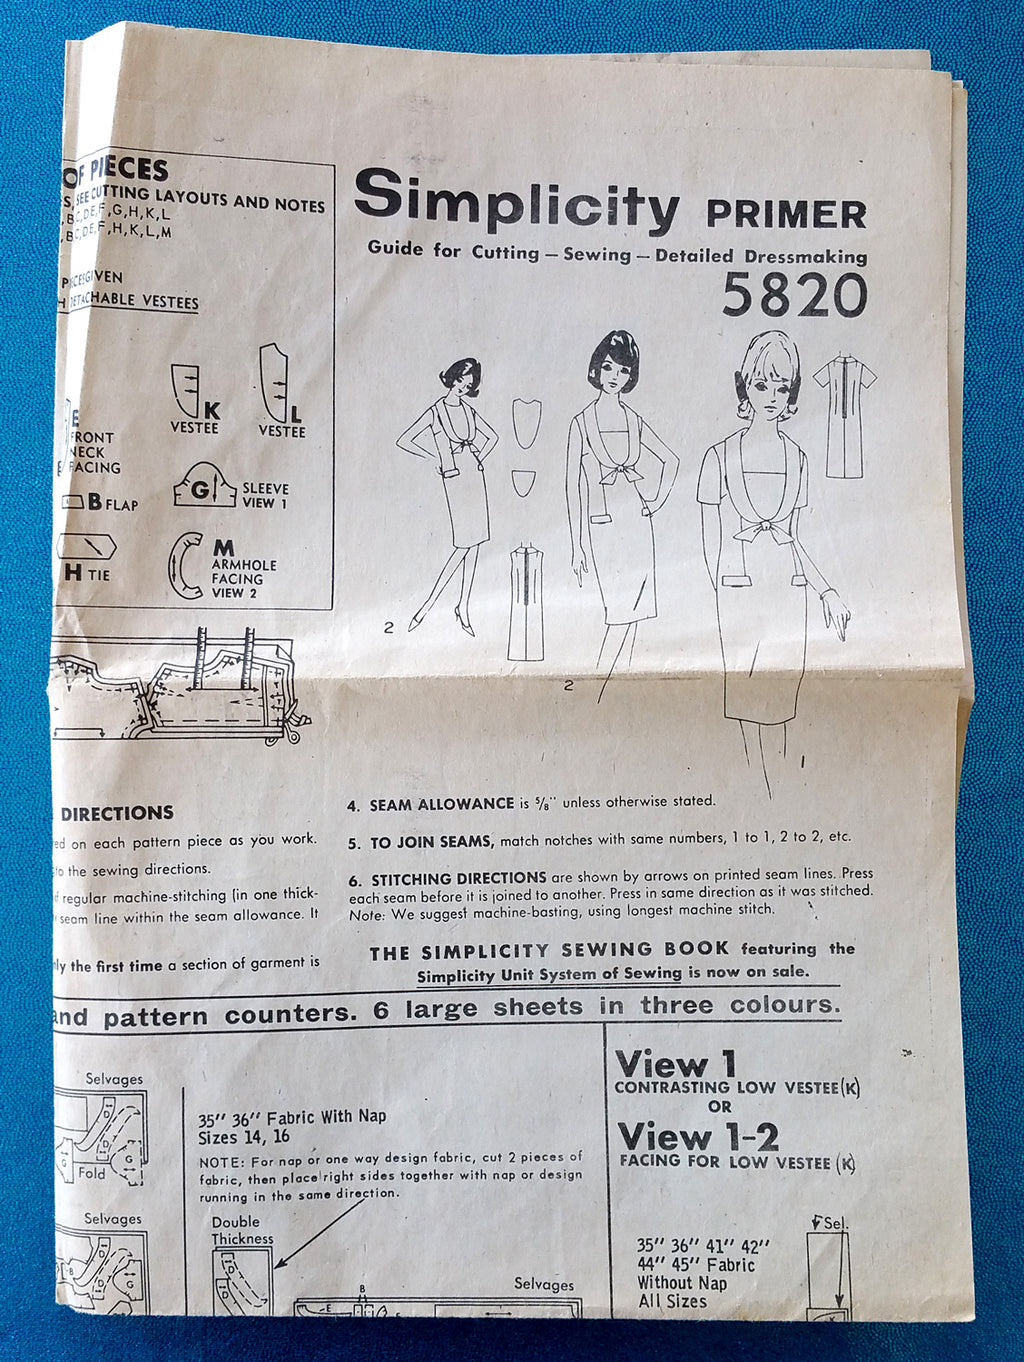 OF PIECES
SEE CUTTING LAYOUTS AND NOTES
B,C,D,E,F,G,H,K,L
,B,C,D,E,F,H,K,L,M
PIECES GIVEN
H DETACHABLE VESTEES
K
VESTEE
L
VESTEE
E
FRONT
NECK
FACING
G SLEEVE
VIEW 1
B FLAP
H TIE
M
ARMHOLE
FACING
VIEW 2
Simplicity PRIMER
Guide for Cutting — Sewing — Detailed Dressmaking
5820
2
2
1
DIRECTIONS
ed on each pattern piece as you work.
to the sewing directions.
f regular machine-stitching (in one thick-
seam line within the seam allowance. It
ly the first time a section of garment is
4. SEAM ALLOWANCE is 5/8" unless otherwise stated.
5. TO JOIN SEAMS, match notches with same numbers, 1 to 1, 2 to 2, etc.
6. STITCHING DIRECTIONS are shown by arrows on printed seam lines. Press
each seam before it is joined to another. Press in same direction as it was stitched.
Note: We suggest machine-basting, using longest machine stitch.
THE SIMPLICITY SEWING BOOK featuring the
Simplicity Unit System of Sewing is now on sale.
and pattern counters. 6 large sheets in three colours.
Selvages
D
D
G
G
Fold
Selvages
D
B
D
G
35" 36" Fabric With Nap
Sizes 14, 16
NOTE: For nap or one way design fabric, cut 2 pieces of
fabric, then place right sides together with nap or design
running in the same direction.
Double
Thickness
D
D
B
E
Selvages
View 1
CONTRASTING LOW VESTEE (K)
OR
View 1-2
FACING FOR LOW VESTEE (K)
Sel.
35" 36" 41" 42"
44" 45" Fabric
Without Nap
All Sizes
K